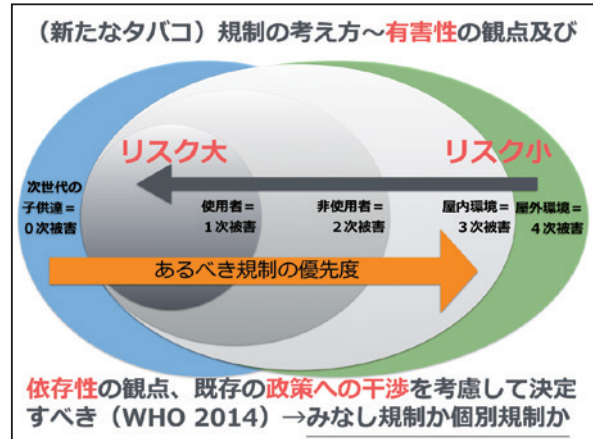 （新たなタバコ）規制の考え方～有害性の観点及び
リスク大
リスク小
次世代の
子供達＝
0次被害
使用者＝
1次被害
非使用者＝
2次被害
屋内環境＝
3次被害
屋外環境＝
4次被害
あるべき規制の優先度
依存性の観点、既存の政策への干渉を考慮して決定
すべき（WHO 2014）→みなし規制か個別規制か